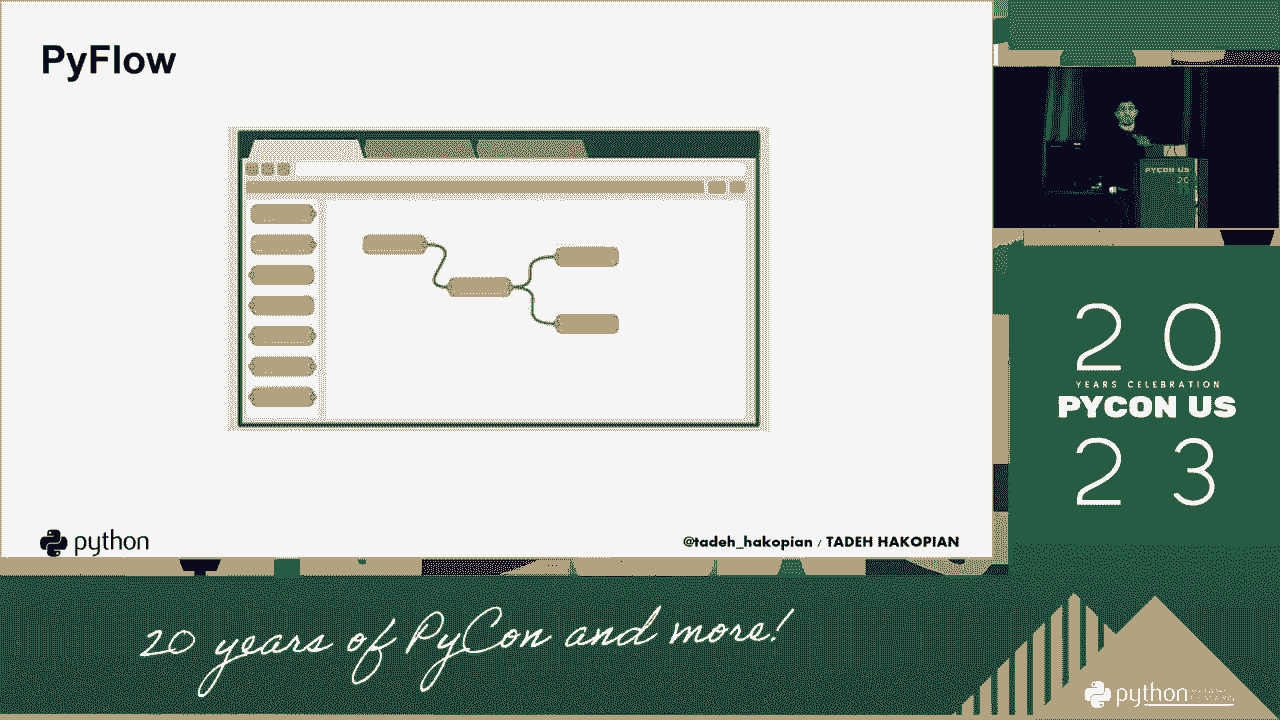 PyFlow
python
@tadeh_hakopian / TADEH HAKOPIAN
PYCON US
20
20
YEARS CELEBRATION
PYCON US
23
20 years of PyCon and more!
python